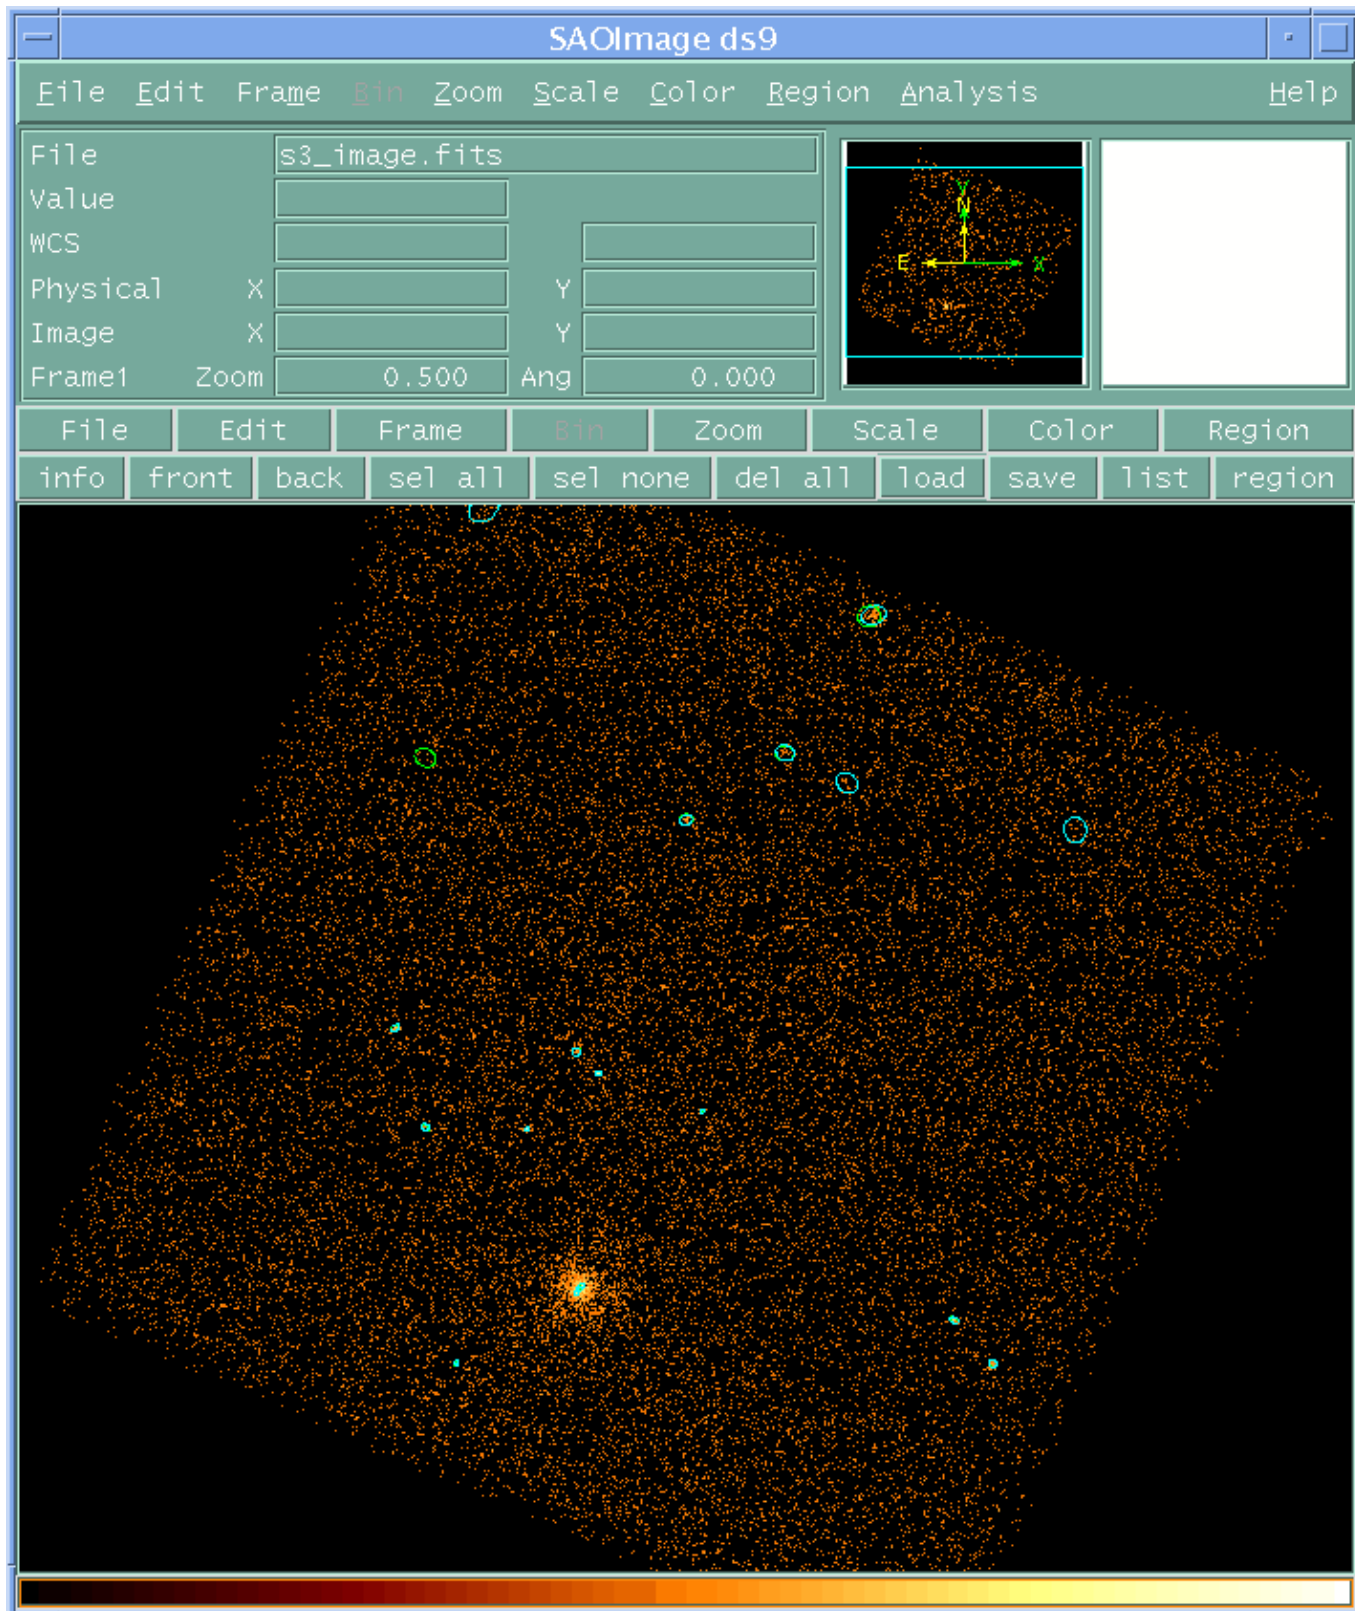 SAOImage ds9
File Edit Frame Bin Zoom Scale Color Region Analysis Help
File s3_image.fits
Value
WCS
Physical X Y
Image X Y
Frame1 Zoom 0.500 Ang 0.000
Y
N
E X
File Edit Frame Bin Zoom Scale Color Region
info front back sel all sel none del all load save list region